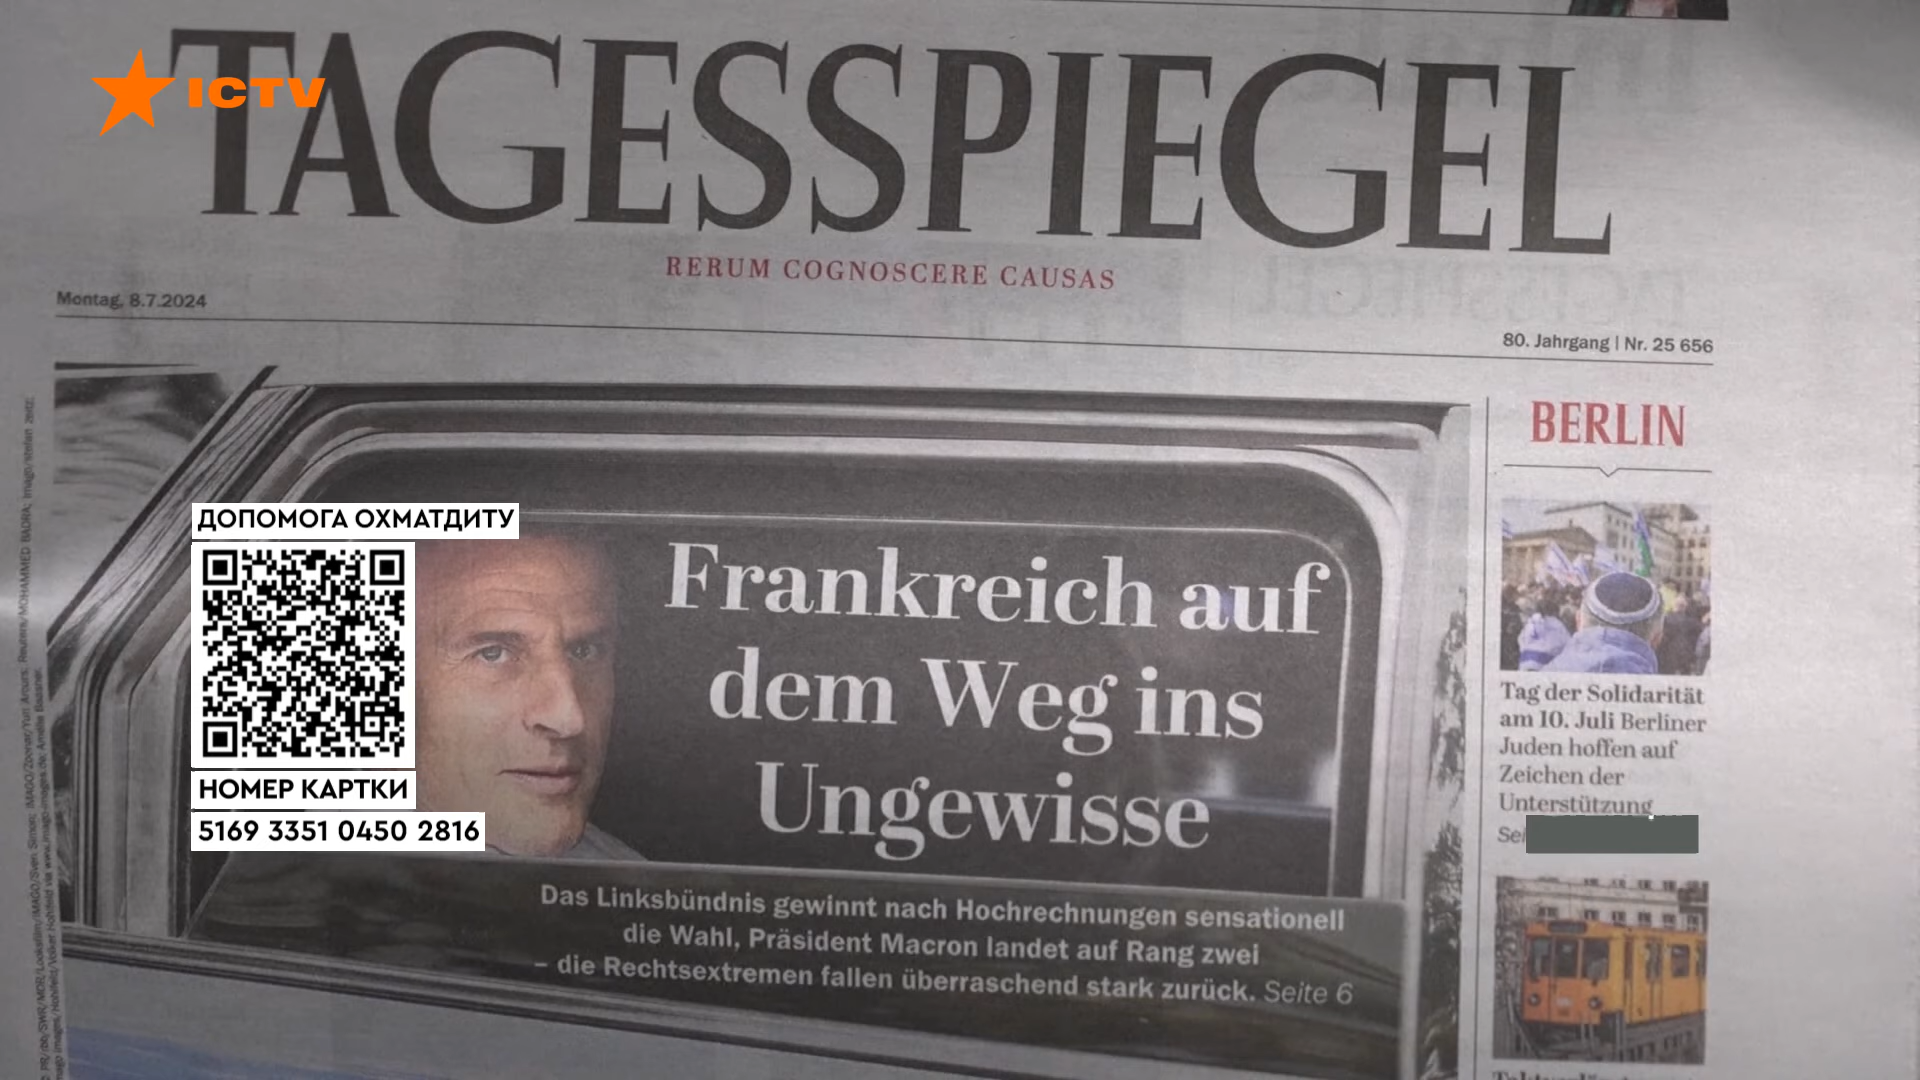 ICTV
TAGESSPIEGEL
RERUM COGNOSCERE CAUSAS
Montag, 8.7.2024
80. Jahrgang | Nr. 25 656
BERLIN
ДОПОМОГА ОХМАТДИТУ
НОМЕР КАРТКИ
5169 3351 0450 2816
Frankreich auf
dem Weg ins
Ungewisse
Das Linksbündnis gewinnt nach Hochrechnungen sensationell
die Wahl, Präsident Macron landet auf Rang zwei
– die Rechtsextremen fallen überraschend stark zurück. Seite 6
Tag der Solidarität
am 10. Juli Berliner
Juden hoffen auf
Zeichen der
Unterstützung